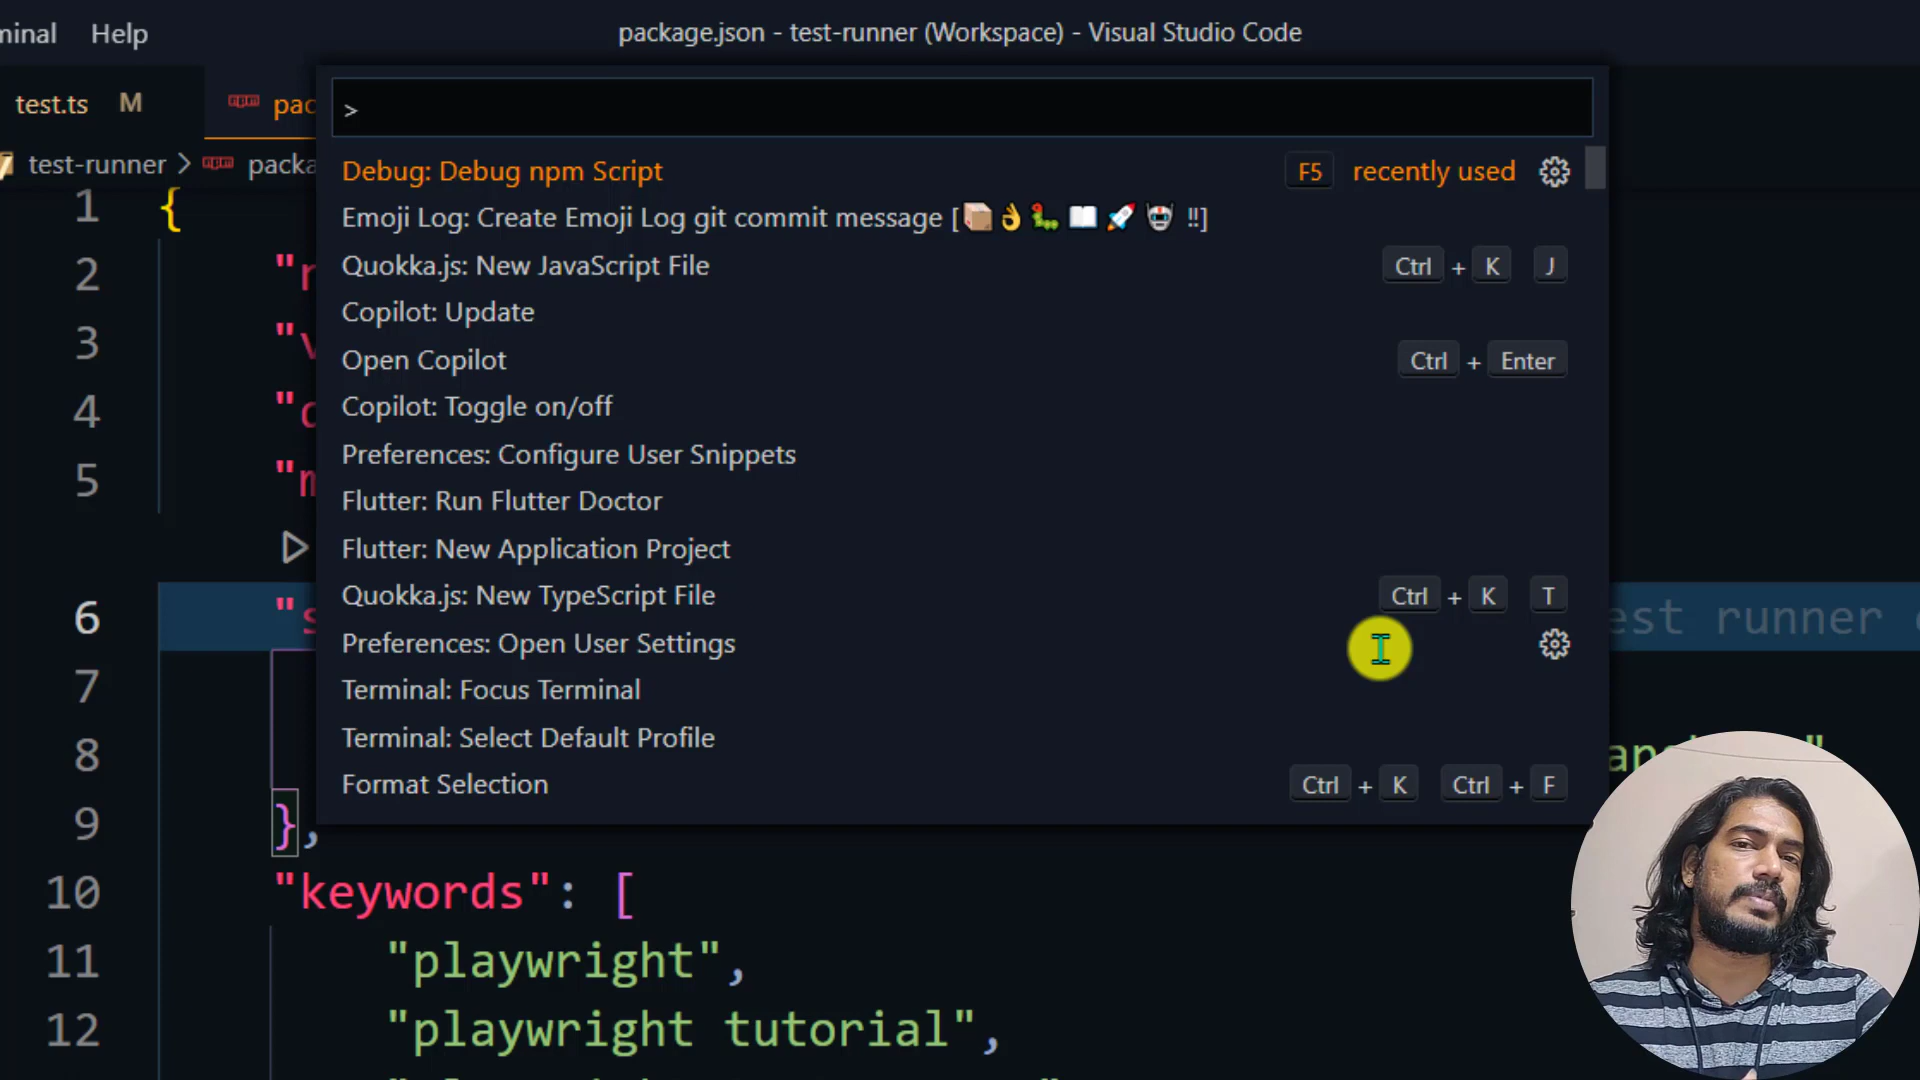 minal Help package.json - test-runner (Workspace) - Visual Studio Code
test.ts M pac
test-runner > packa
>
Debug: Debug npm Script F5 recently used
Emoji Log: Create Emoji Log git commit message [📦👌🐛📖🚀🤖‼️]
Quokka.js: New JavaScript File Ctrl + K J
Copilot: Update
Open Copilot Ctrl + Enter
Copilot: Toggle on/off
Preferences: Configure User Snippets
Flutter: Run Flutter Doctor
Flutter: New Application Project
Quokka.js: New TypeScript File Ctrl + K T
Preferences: Open User Settings
Terminal: Focus Terminal
Terminal: Select Default Profile
Format Selection Ctrl + K Ctrl + F
1 {
2 "n
3 "v
4 "d
5 "m
6 "s est runner
7
8
9 },
10 "keywords": [
11 "playwright",
12 "playwright tutorial",